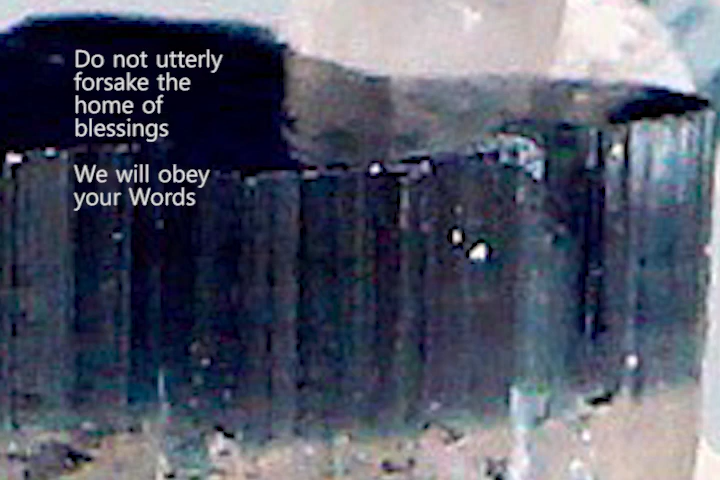 Do not utterly
forsake the
home of
blessings
We will obey
your Words